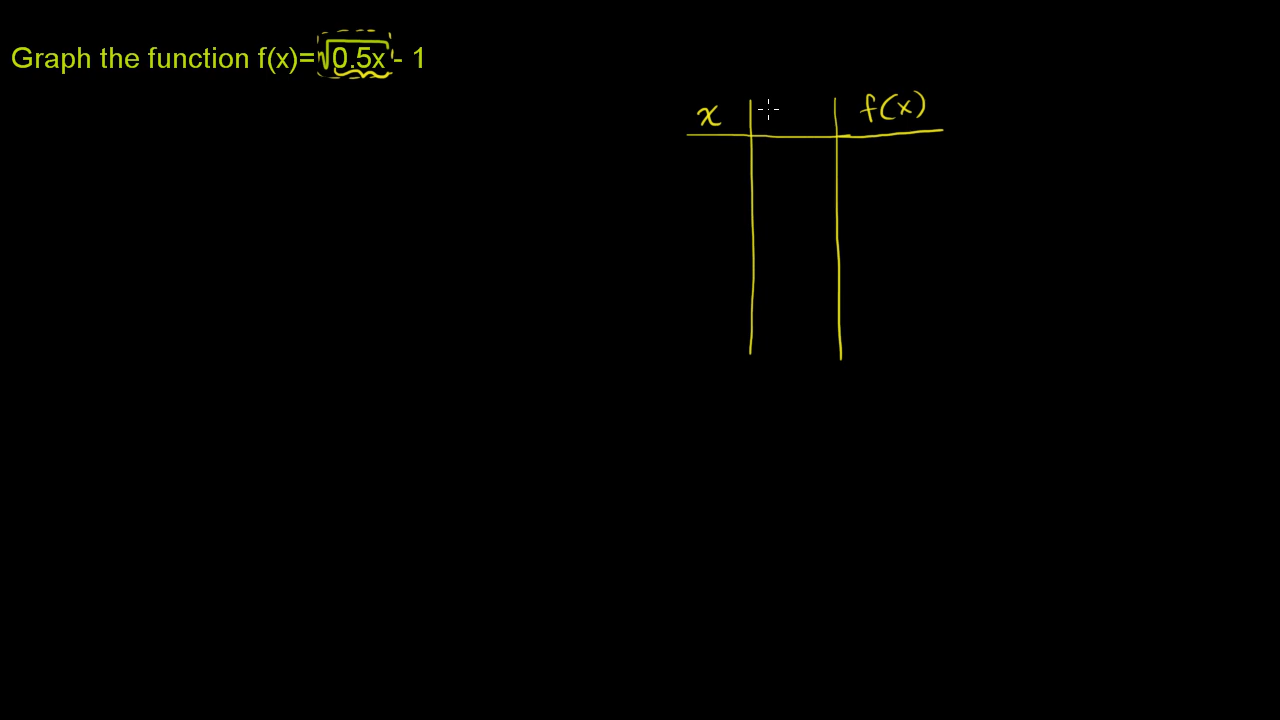 Graph the function f(x)=√0.5x - 1
x f(x)